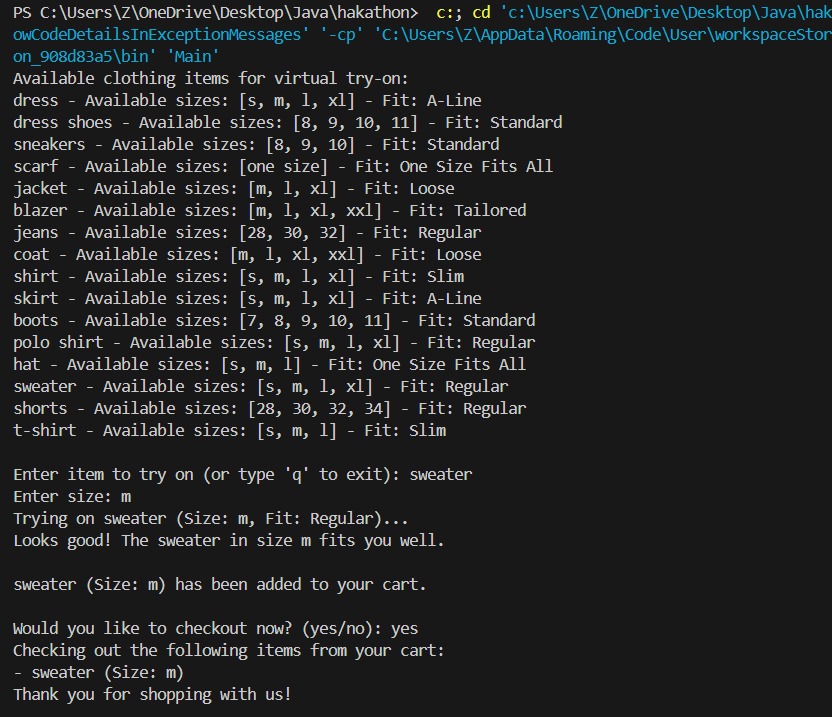 PS C:\Users\Z\OneDrive\Desktop\Java\hakathon>  c:; cd 'c:\Users\Z\OneDrive\Desktop\Java\hak
owCodeDetailsInExceptionMessages' '-cp' 'C:\Users\Z\AppData\Roaming\Code\User\workspaceStor
on_908d83a5\bin' 'Main'
Available clothing items for virtual try-on:
dress - Available sizes: [s, m, l, xl] - Fit: A-Line
dress shoes - Available sizes: [8, 9, 10, 11] - Fit: Standard
sneakers - Available sizes: [8, 9, 10] - Fit: Standard
scarf - Available sizes: [one size] - Fit: One Size Fits All
jacket - Available sizes: [m, l, xl] - Fit: Loose
blazer - Available sizes: [m, l, xl, xxl] - Fit: Tailored
jeans - Available sizes: [28, 30, 32] - Fit: Regular
coat - Available sizes: [m, l, xl, xxl] - Fit: Loose
shirt - Available sizes: [s, m, l, xl] - Fit: Slim
skirt - Available sizes: [s, m, l, xl] - Fit: A-Line
boots - Available sizes: [7, 8, 9, 10, 11] - Fit: Standard
polo shirt - Available sizes: [s, m, l, xl] - Fit: Regular
hat - Available sizes: [s, m, l] - Fit: One Size Fits All
sweater - Available sizes: [s, m, l, xl] - Fit: Regular
shorts - Available sizes: [28, 30, 32, 34] - Fit: Regular
t-shirt - Available sizes: [s, m, l] - Fit: Slim
Enter item to try on (or type 'q' to exit): sweater
Enter size: m
Trying on sweater (Size: m, Fit: Regular)...
Looks good! The sweater in size m fits you well.
sweater (Size: m) has been added to your cart.
Would you like to checkout now? (yes/no): yes
Checking out the following items from your cart:
- sweater (Size: m)
Thank you for shopping with us!